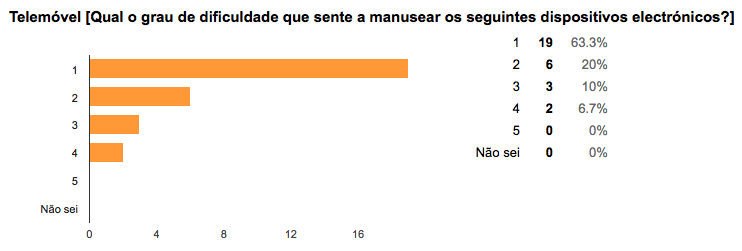 Telemóvel [Qual o grau de dificuldade que sente a manusear os seguintes dispositivos electrónicos?]
1
2
3
4
5
Não sei
0 4 8 12 16
1 19 63.3%
2 6 20%
3 3 10%
4 2 6.7%
5 0 0%
Não sei 0 0%